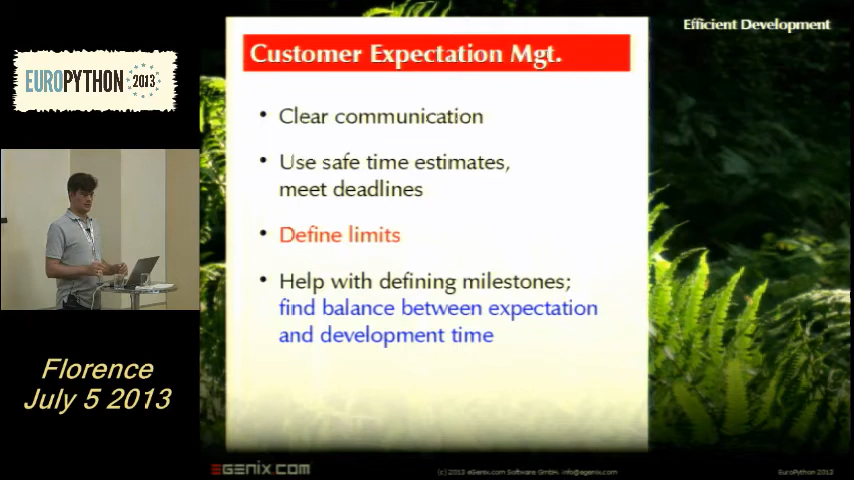 Efficient Development
Customer Expectation Mgt.
EUROPYTHON 2013
• Clear communication
• Use safe time estimates,
meet deadlines
• Define limits
• Help with defining milestones;
find balance between expectation
and development time
Florence
July 5 2013
EGENIX.COM
(c) 2013 eGenix.com Software GmbH, info@egenix.com
EuroPython 2013